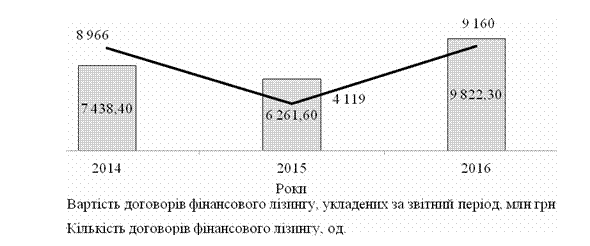 9 160
8 966
7 438,40
6 261,60
4 119
9 822,30
2014 2015 2016
Роки
Вартість договорів фінансового лізингу, укладених за звітний період, млн грн
Кількість договорів фінансового лізингу, од.